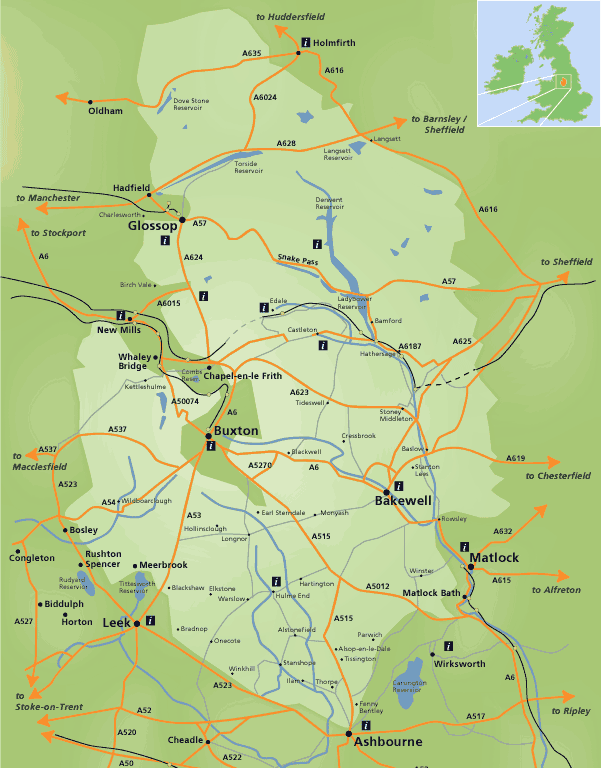 to Huddersfield
Holmfirth
A635
A616
A6024
Dove Stone
Reservoir
Oldham
to Barnsley /
Sheffield
A628
Langsett
Langsett
Reservoir
Torside
Reservoir
Hadfield
to Manchester
Charlesworth
Derwent
Reservoir
A616
Glossop
A57
to Stockport
A6
A624
Snake Pass
to Sheffield
A57
Birch Vale
A6015
Edale
Ladybower
Reservoir
New Mills
Bamford
Castleton
A6187
A625
Hathersage
Whaley
Bridge
Combs
Reser.
Chapel-en-le Frith
Kettleshulme
A50074
A6
A623
Tideswell
Stoney
Middleton
Buxton
A537
Cressbrook
to
Macclesfield
A537
Blackwell
Baslow
A619
A5270
A6
Stanton
Lees
to Chesterfield
A523
Bakewell
A54
Wildboarclough
A53
Earl Sterndale
Monyash
Rowsley
A632
Bosley
Hollinsclough
A515
Longnor
Congleton
Rushton
Spencer
Meerbrook
Matlock
Winster
A615
Rudyard
Reservoir
Tittesworth
Reservoir
Blackshaw
Elkstone
Hartington
A5012
to Alfreton
Warslow
Hulme End
Matlock Bath
Biddulph
A527
Horton
Leek
A515
Bradnop
Alstonefield
Parwich
Onecote
Alsop-en-le-Dale
Stanshope
Tissington
Wirksworth
Winkhill
Ilam
Thorpe
Carsington
Reservoir
A6
A523
to
Stoke-on-Trent
Fenny
Bentley
A52
A517
to Ripley
A520
Cheadle
Ashbourne
A50
A522